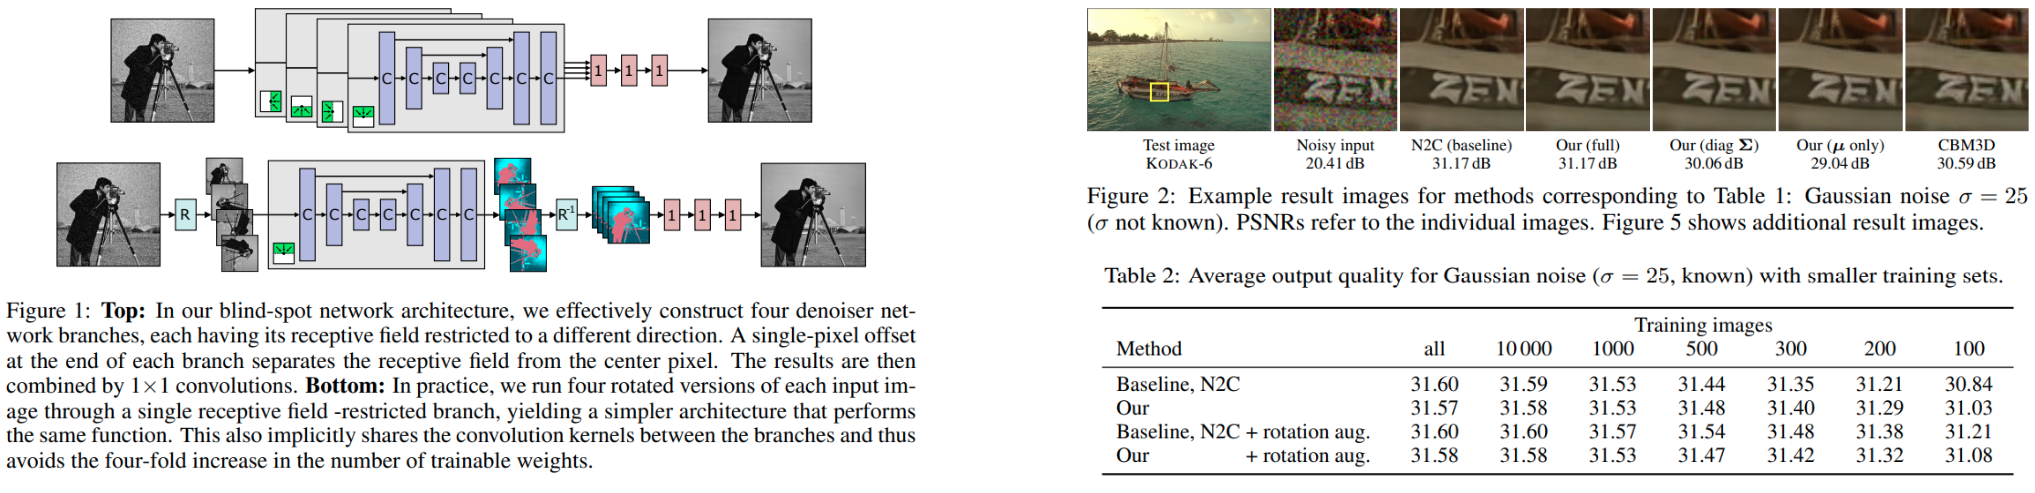 C C C C C C C 1 1 1
R C C C C C C C R-1 1 1 1
Figure 1: Top: In our blind-spot network architecture, we effectively construct four denoiser net-
work branches, each having its receptive field restricted to a different direction. A single-pixel offset
at the end of each branch separates the receptive field from the center pixel. The results are then
combined by 1×1 convolutions. Bottom: In practice, we run four rotated versions of each input im-
age through a single receptive field -restricted branch, yielding a simpler architecture that performs
the same function. This also implicitly shares the convolution kernels between the branches and thus
avoids the four-fold increase in the number of trainable weights.
ZEN ZEN ZEN ZEN ZEN ZEN
Test image Noisy input N2C (baseline) Our (full) Our (diag Σ) Our (μ only) CBM3D
KODAK-6 20.41 dB 31.17 dB 31.17 dB 30.06 dB 29.04 dB 30.59 dB
Figure 2: Example result images for methods corresponding to Table 1: Gaussian noise σ = 25
(σ not known). PSNRs refer to the individual images. Figure 5 shows additional result images.
Table 2: Average output quality for Gaussian noise (σ = 25, known) with smaller training sets.
Training images
Method all 10 000 1000 500 300 200 100
Baseline, N2C 31.60 31.59 31.53 31.44 31.35 31.21 30.84
Our 31.57 31.58 31.53 31.48 31.40 31.29 31.03
Baseline, N2C + rotation aug. 31.60 31.60 31.57 31.54 31.48 31.38 31.21
Our + rotation aug. 31.58 31.58 31.53 31.47 31.42 31.32 31.08